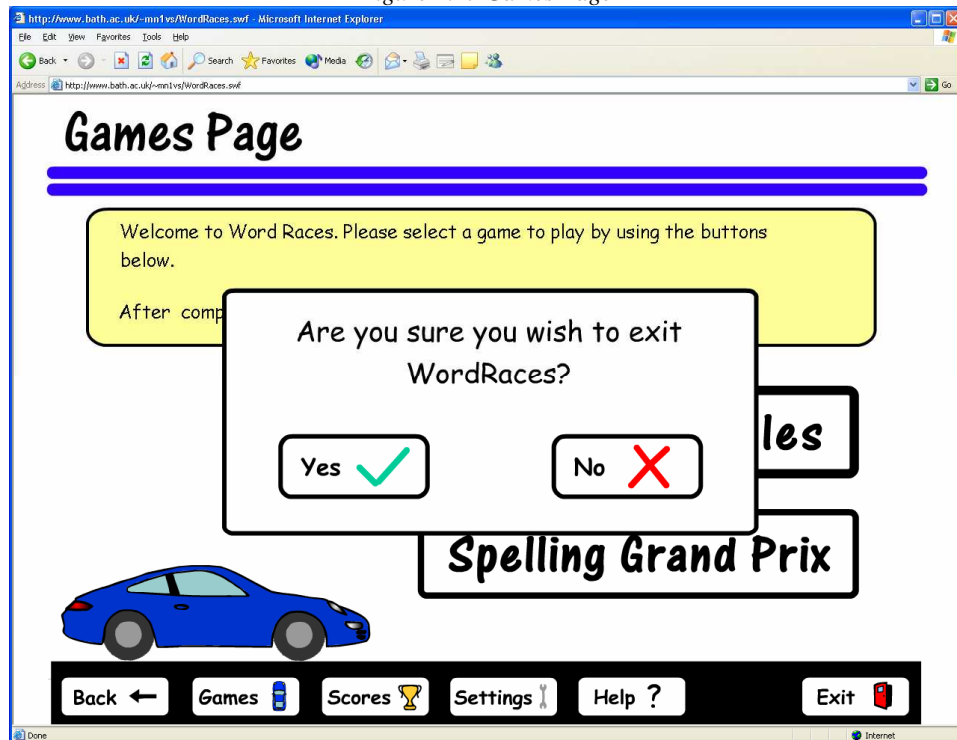 http://www.bath.ac.uk/~mn1vs/WordRaces.swf - Microsoft Internet Explorer
File Edit View Favorites Tools Help
Back Search Favorites Media
Address http://www.bath.ac.uk/~mn1vs/WordRaces.swf Go
Games Page
Welcome to Word Races. Please select a game to play by using the buttons
below.
After comp
Are you sure you wish to exit
WordRaces?
les
Yes No
Spelling Grand Prix
Back Games Scores Settings Help ? Exit
Done Internet